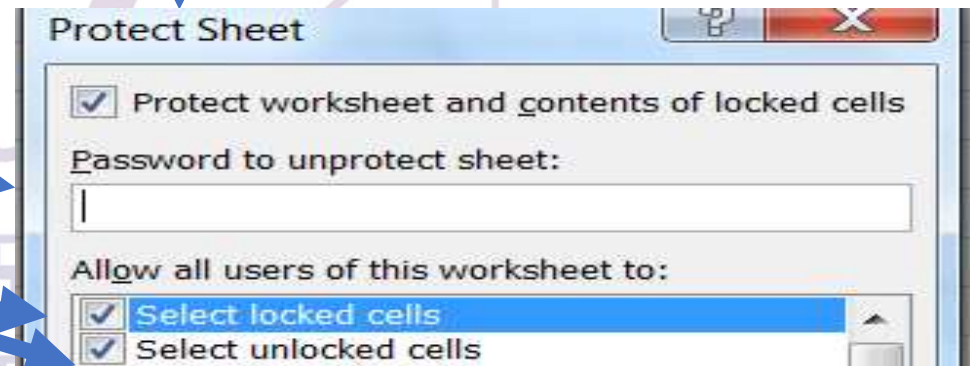 Protect Sheet
Protect worksheet and contents of locked cells
Password to unprotect sheet:
Allow all users of this worksheet to:
Select locked cells
Select unlocked cells